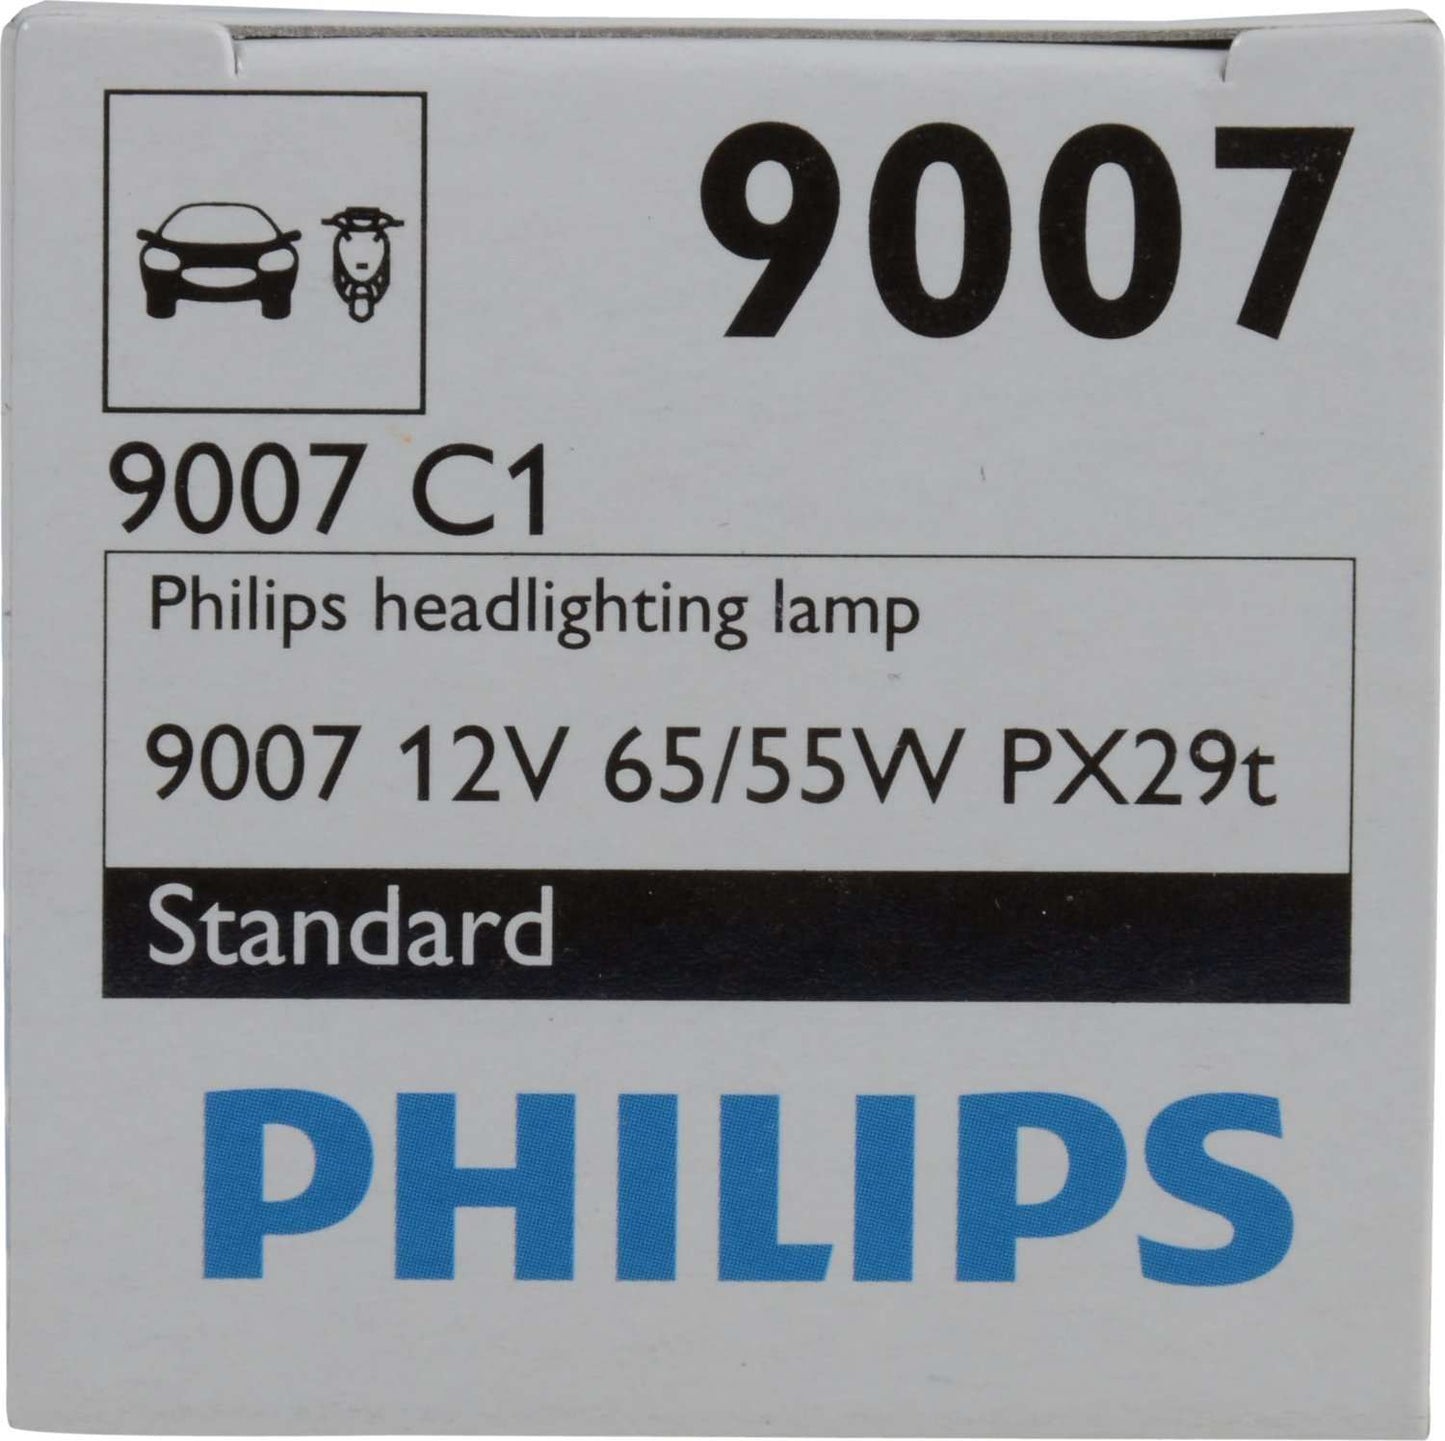 9007
9007 C1
Philips headlighting lamp
9007 12V 65/55W PX29t
Standard
PHILIPS